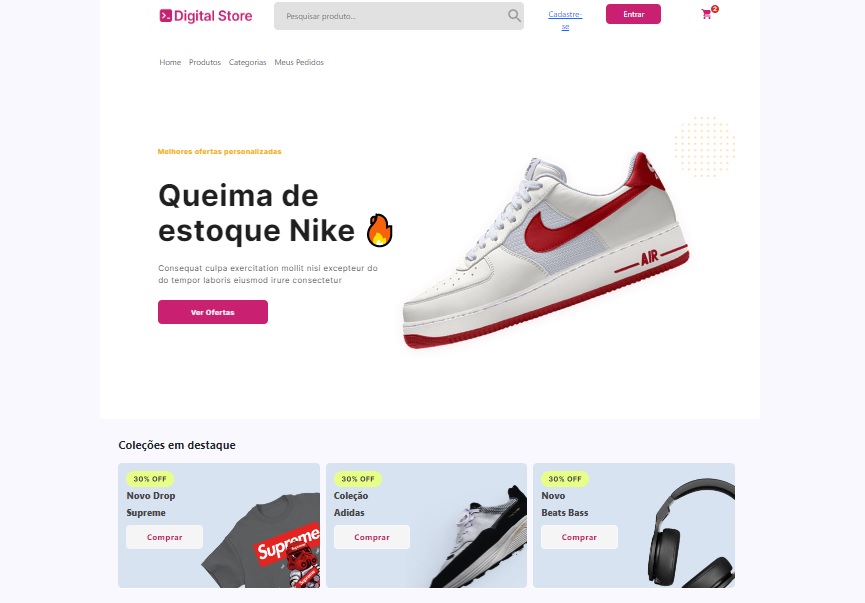 Digital Store
Pesquisar produto..
Cadastre-
se
Entrar
2
Home Produtos Categorias Meus Pedidos
Melhores ofertas personalizadas
Queima de
estoque Nike
Consequat culpa exercitation mollit nisi excepteur do
do tempor laboris eiusmod irure consectetur
Ver Ofertas
AIR
Coleções em destaque
30% OFF
Novo Drop
Supreme
Comprar
Supreme
30% OFF
Coleção
Adidas
Comprar
30% OFF
Novo
Beats Bass
Comprar